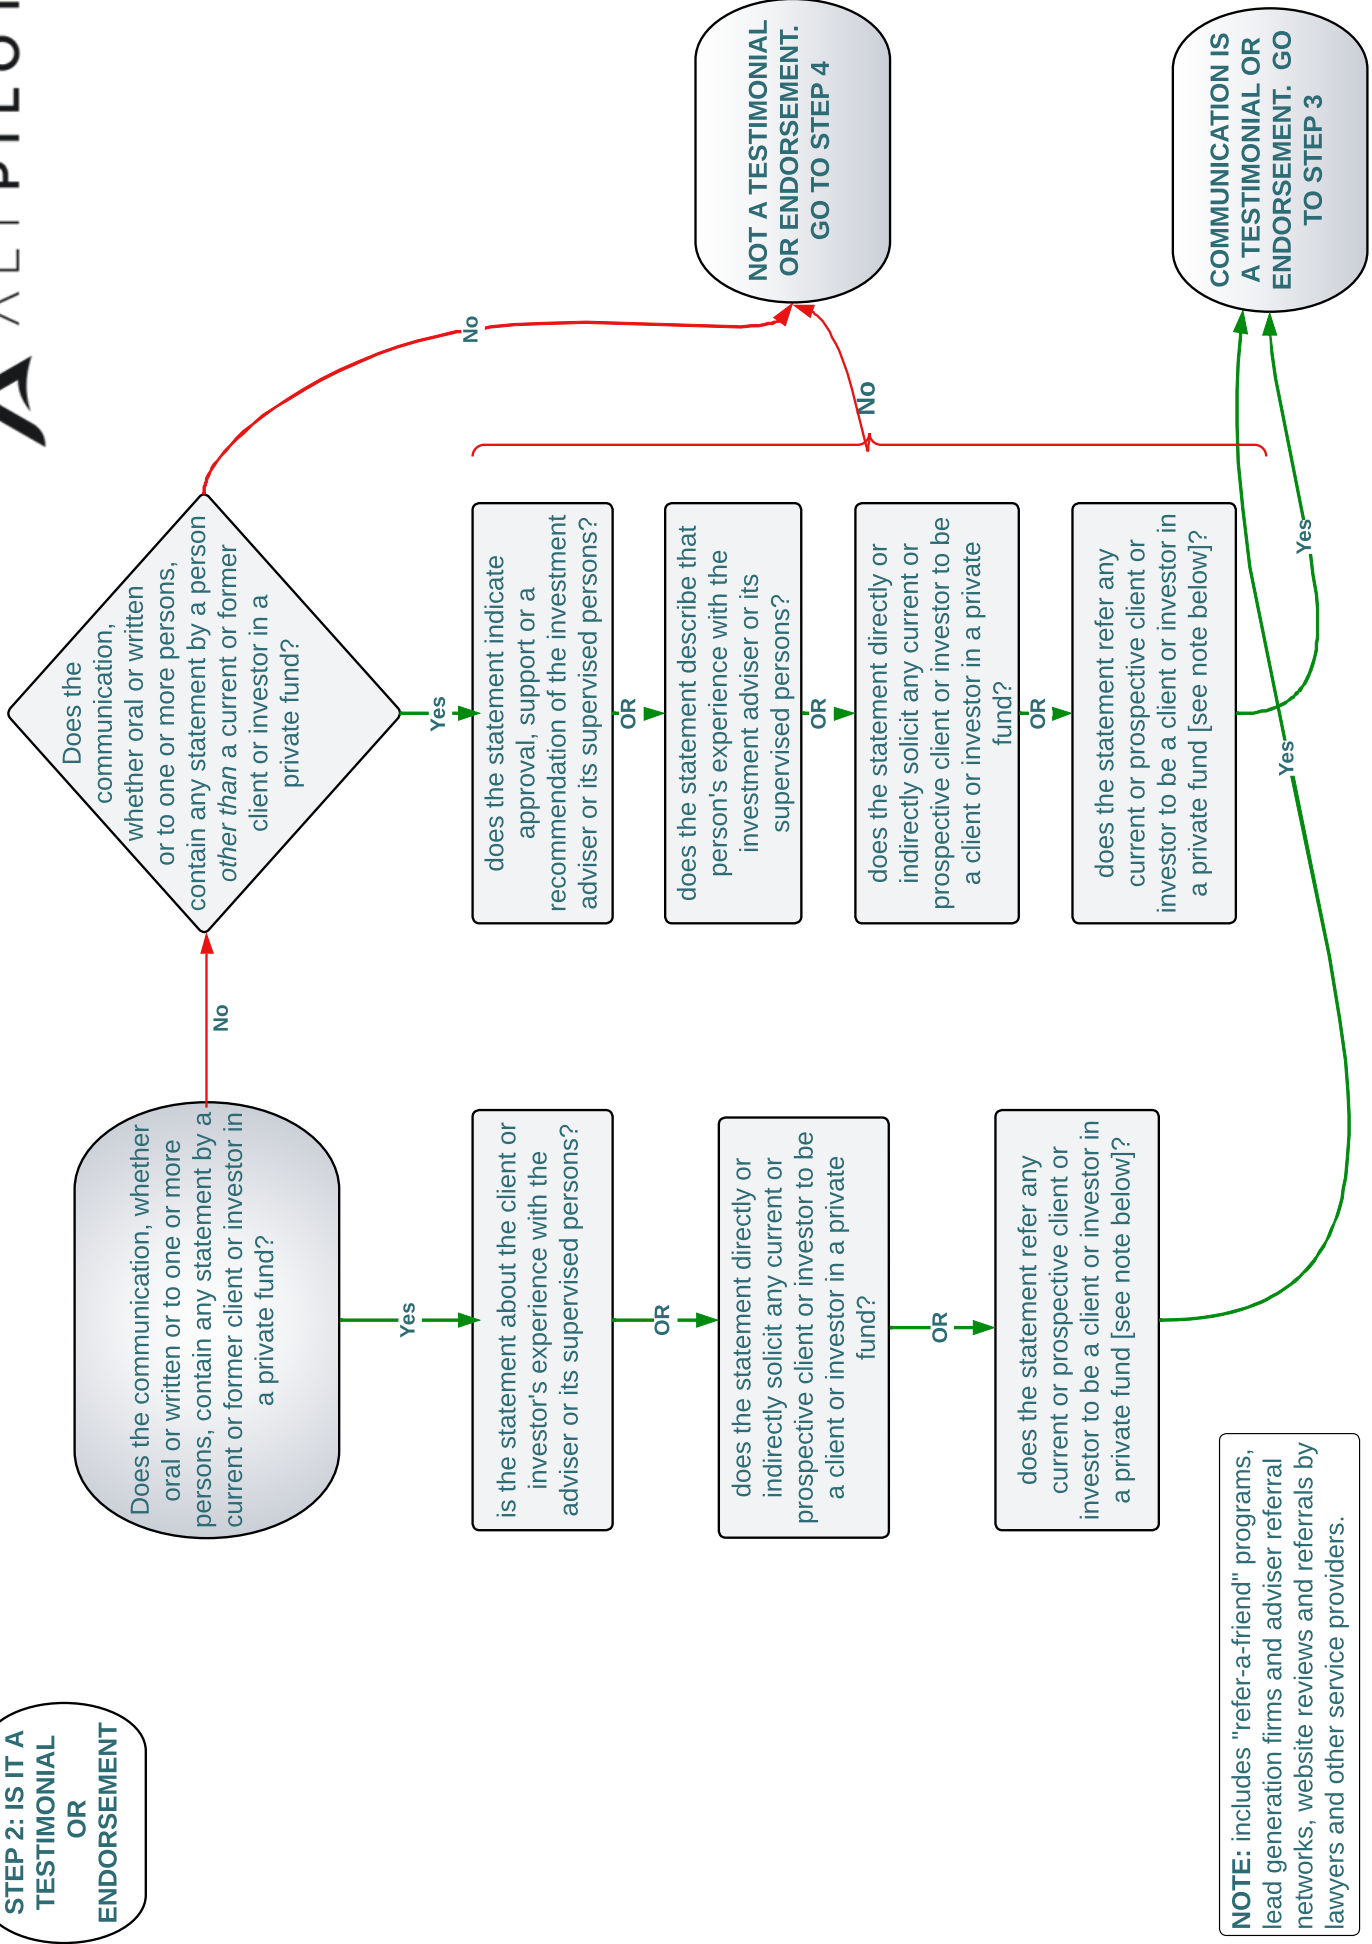 STEP 2: IS IT A
TESTIMONIAL
OR
ENDORSEMENT
ALTPILOT
Does the communication, whether
oral or written or to one or more
persons, contain any statement by a
current or former client or investor in
a private fund?
No
Does the
communication,
whether oral or written
or to one or more persons,
contain any statement by a person
other than a current or former
client or investor in a
private fund?
No
Yes
is the statement about the client or
investor's experience with the
adviser or its supervised persons?
OR
does the statement directly or
indirectly solicit any current or
prospective client or investor to be
a client or investor in a private
fund?
OR
does the statement refer any
current or prospective client or
investor to be a client or investor in
a private fund [see note below]?
Yes
Yes
does the statement indicate
approval, support or a
recommendation of the investment
adviser or its supervised persons?
OR
does the statement describe that
person's experience with the
investment adviser or its
supervised persons?
OR
does the statement directly or
indirectly solicit any current or
prospective client or investor to be
a client or investor in a private
fund?
OR
does the statement refer any
current or prospective client or
investor to be a client or investor in
a private fund [see note below]?
Yes
No
NOT A TESTIMONIAL
OR ENDORSEMENT.
GO TO STEP 4
COMMUNICATION IS
A TESTIMONIAL OR
ENDORSEMENT. GO
TO STEP 3
NOTE: includes "refer-a-friend" programs,
lead generation firms and adviser referral
networks, website reviews and referrals by
lawyers and other service providers.